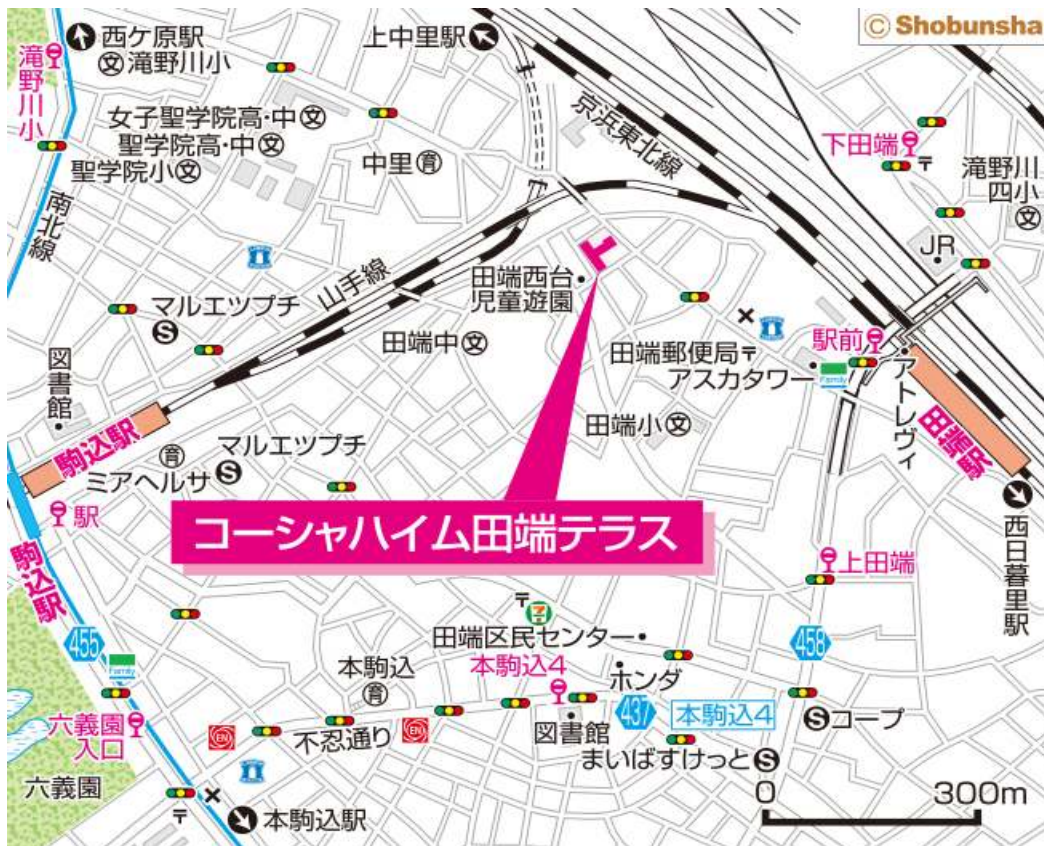 © Shobunsha
西ケ原駅
文 滝野川小
上中里駅
滝野川小
女子聖学院高・中 文
聖学院高・中 文
聖学院小 文
中里 育
京浜東北線
下田端
〒
滝野川
四小
文
南北線
JR
山手線
田端西台
児童遊園
マルエツプチ
S
田端中 文
駅前
田端郵便局 〒
アスカタワー
Family
アトレヴィ
図書館
田端小 文
田端駅
駒込駅
育
マルエツプチ
ミアヘルサ S
駅
コーシャハイム田端テラス
西日暮里駅
駒込駅
上田端
〒
7
田端区民センター
455
458
Family
本駒込
育
本駒込4
ホンダ
437
本駒込4
S コープ
六義園
入口
EN
不忍通り
EN
図書館
まいばすけっと S
六義園
〒
本駒込駅
0 300m